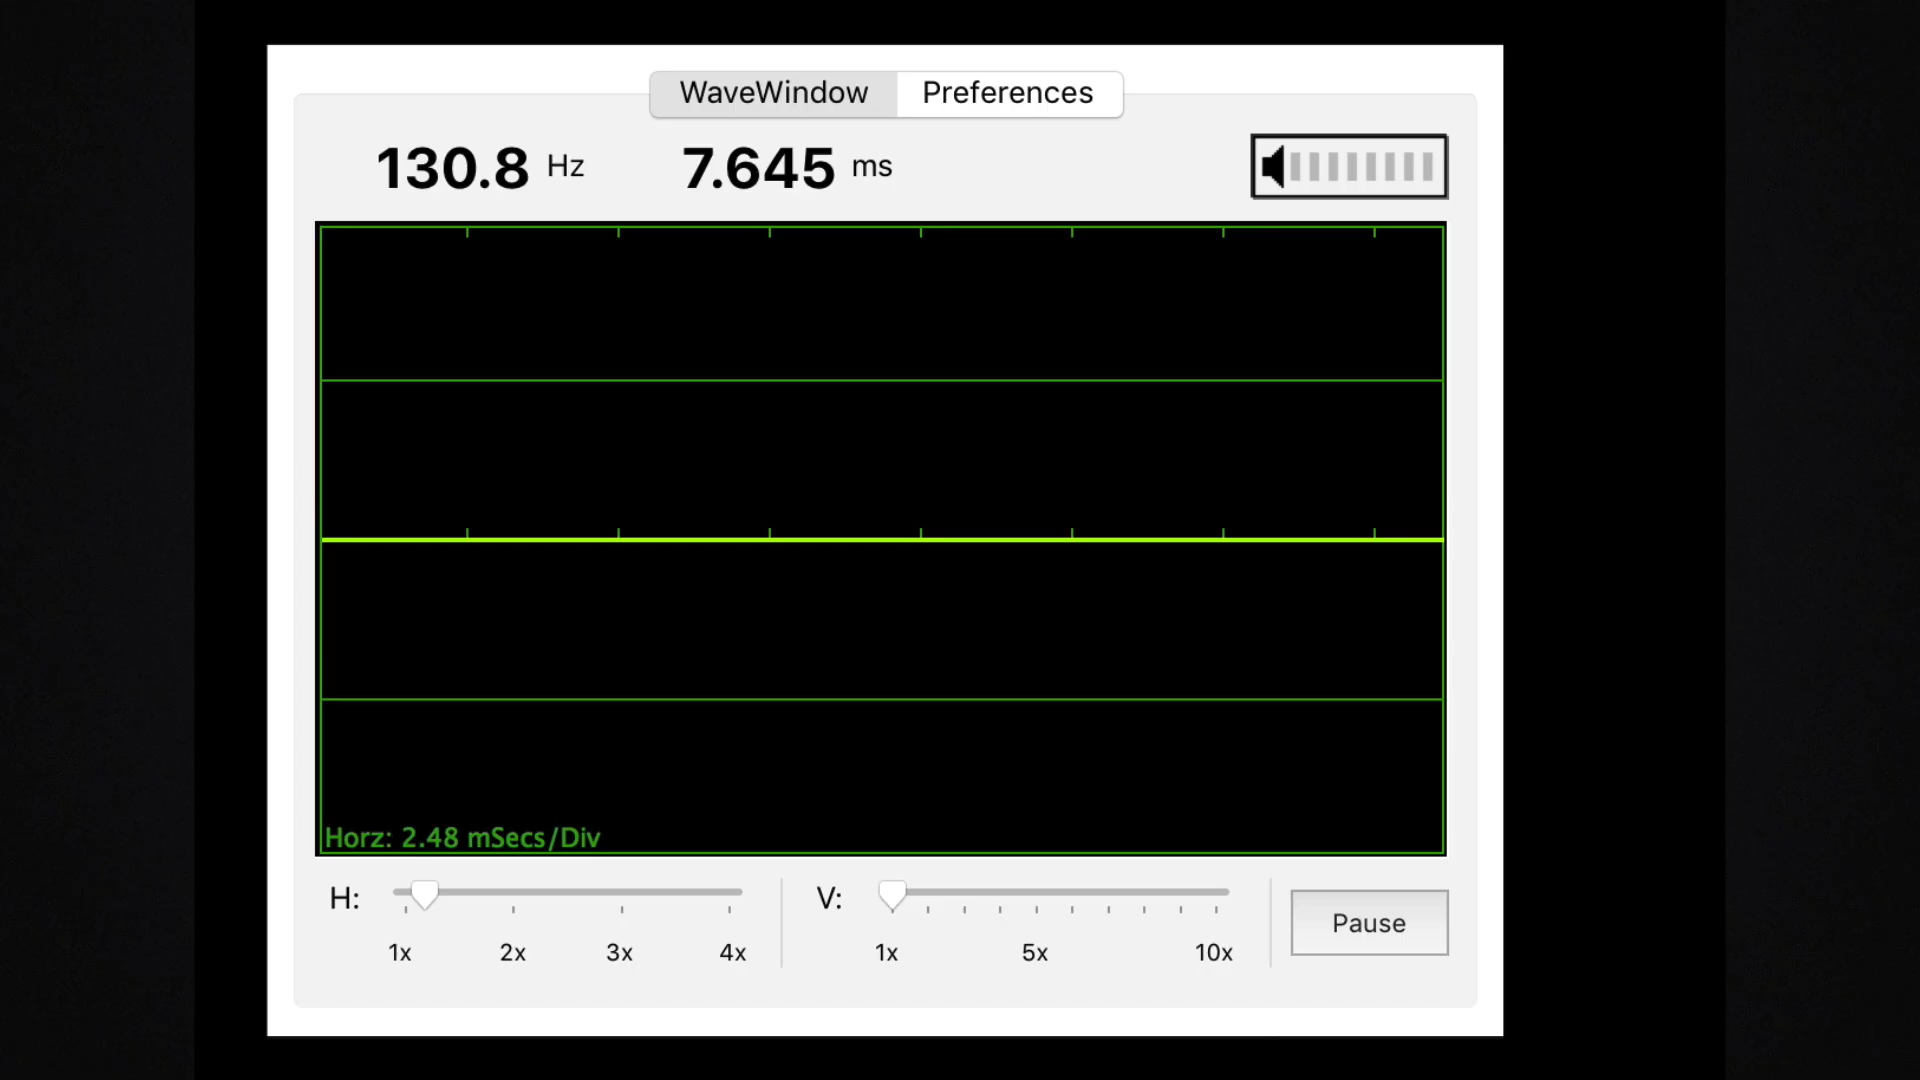 WaveWindow Preferences
130.8 Hz 7.645 ms
Horz: 2.48 mSecs/Div
H: V: Pause
1x 2x 3x 4x 1x 5x 10x